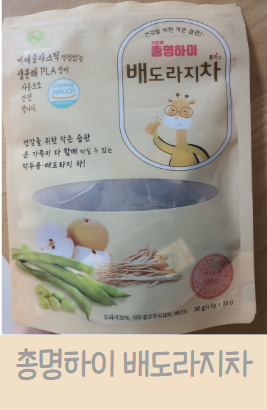 미세플라스틱 걱정없는
생분해 PLA 필터
사용으로
안전
합니다.
HACCP
건강을 위한 작은 습관!
총명하이
배도라지차
건강을 위한 작은 습관
온 가족이 다 함께 마실 수 있는
작두콩·배도라지 차!
총명하이 배도라지차